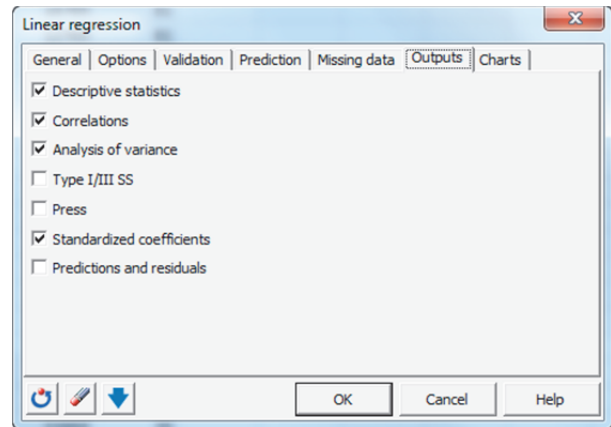 Linear regression
General Options Validation Prediction Missing data Outputs Charts
Descriptive statistics
Correlations
Analysis of variance
Type I/III SS
Press
Standardized coefficients
Predictions and residuals
OK Cancel Help